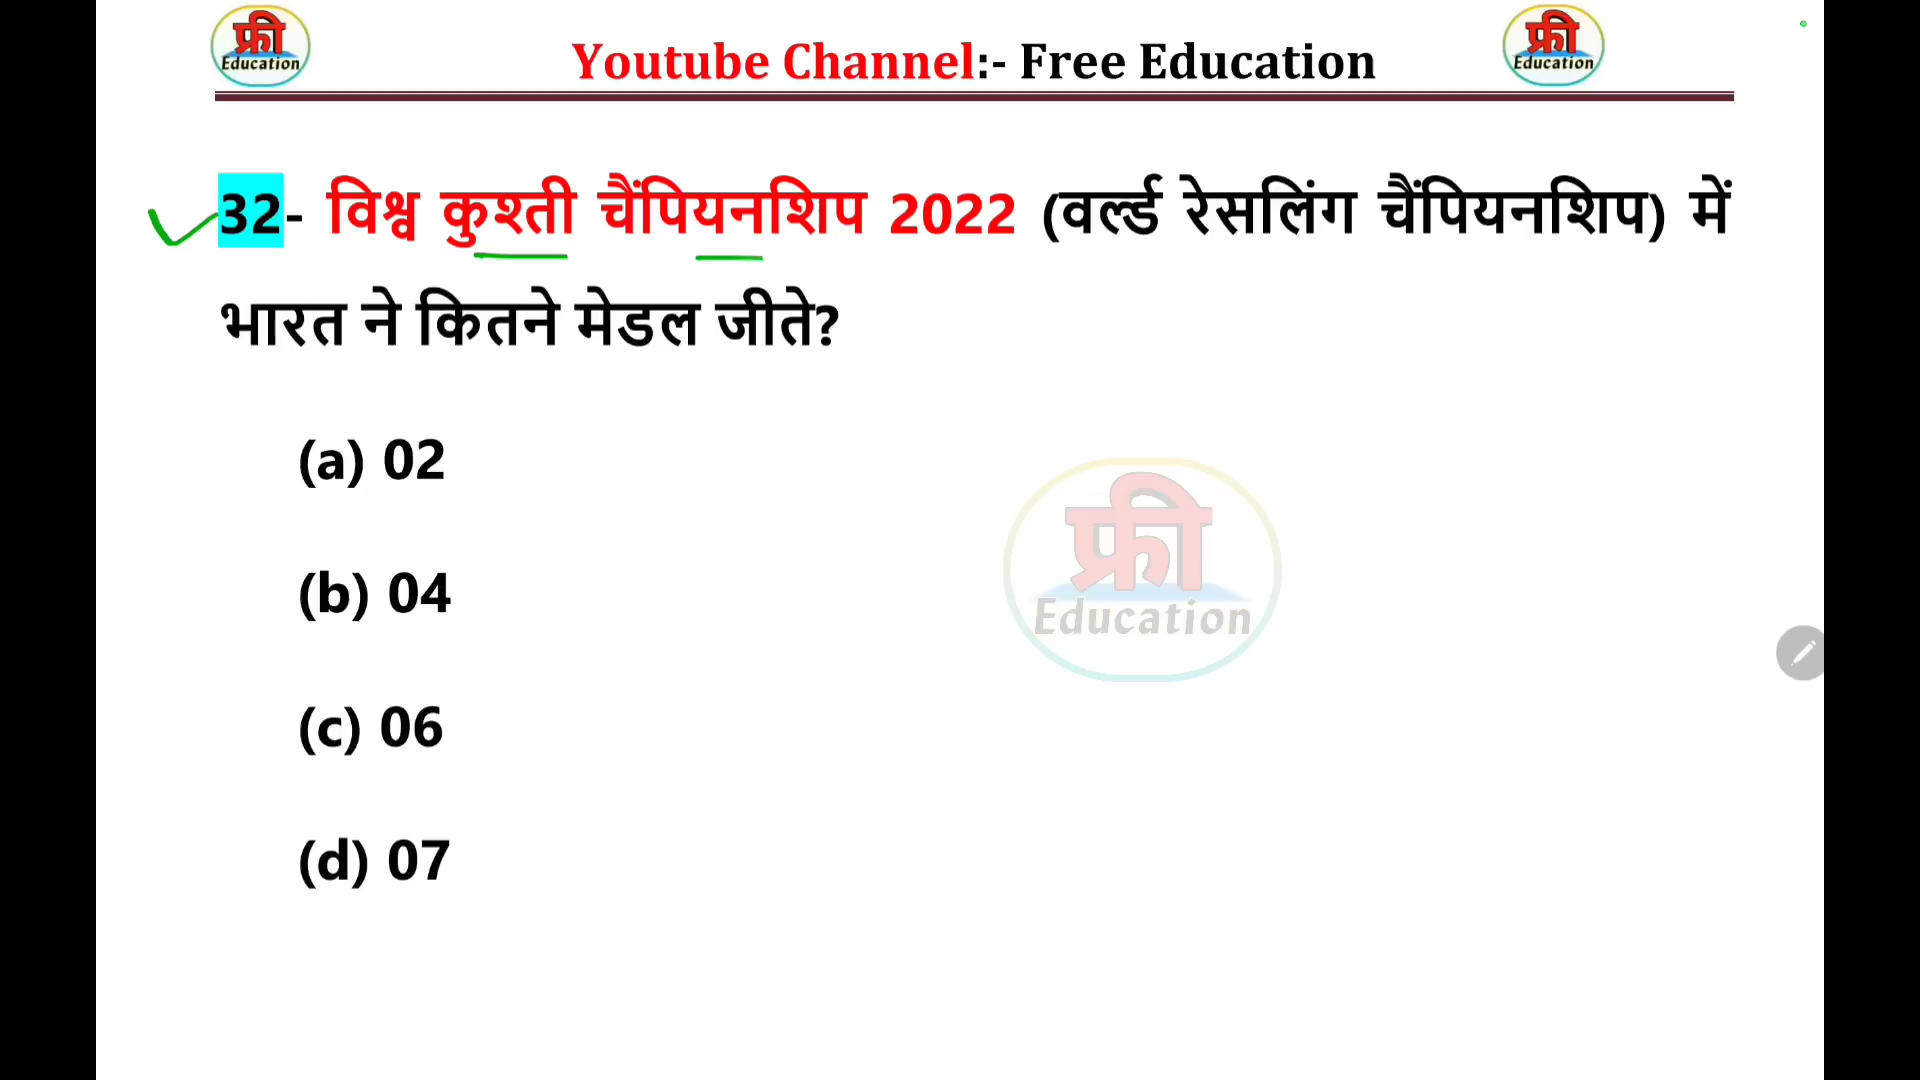 फ्री
Education
Youtube Channel:- Free Education
फ्री
Education
32- विश्व कुश्ती चैंपियनशिप 2022 (वर्ल्ड रेसलिंग चैंपियनशिप) में
भारत ने कितने मेडल जीते?
(a) 02
फ्री
Education
(b) 04
(c) 06
(d) 07